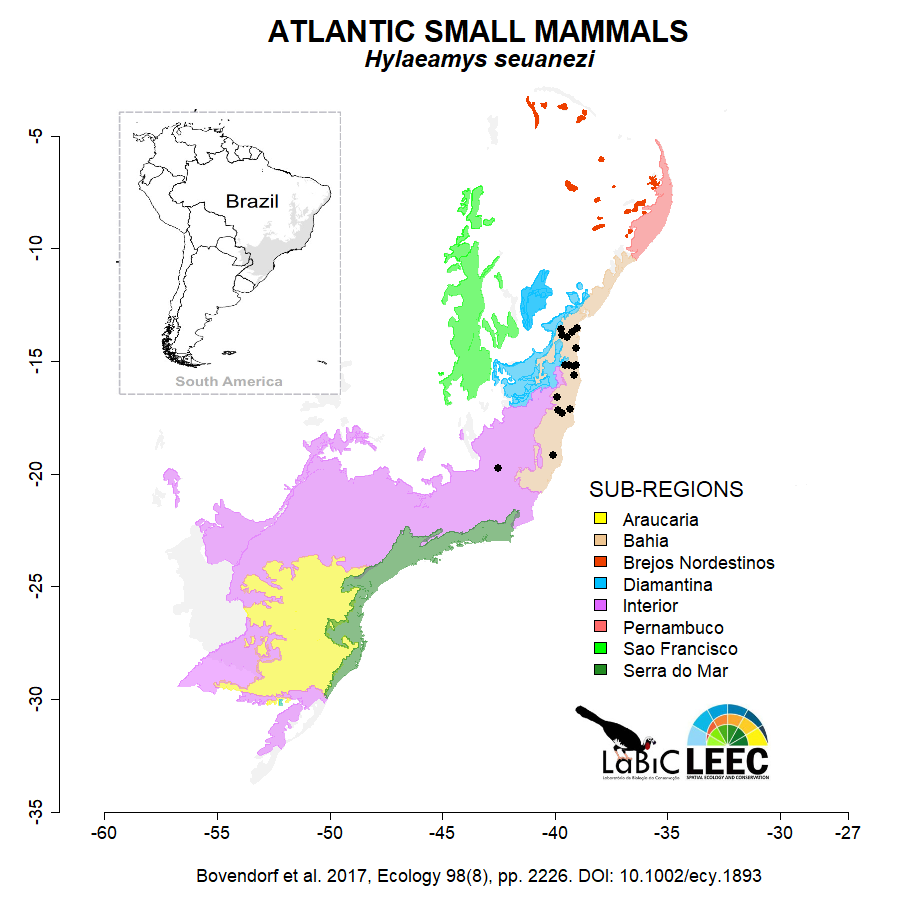 ATLANTIC SMALL MAMMALS
Hylaeamys seuanezi
Brazil
South America
-5
-10
-15
-20
-25
-30
-35
SUB-REGIONS
Araucaria
Bahia
Brejos Nordestinos
Diamantina
Interior
Pernambuco
Sao Francisco
Serra do Mar
LaBiC
Laboratório de Biologia da Conservação
LEEC
SPATIAL ECOLOGY AND CONSERVATION
-60 -55 -50 -45 -40 -35 -30 -27
Bovendorf et al. 2017, Ecology 98(8), pp. 2226. DOI: 10.1002/ecy.1893